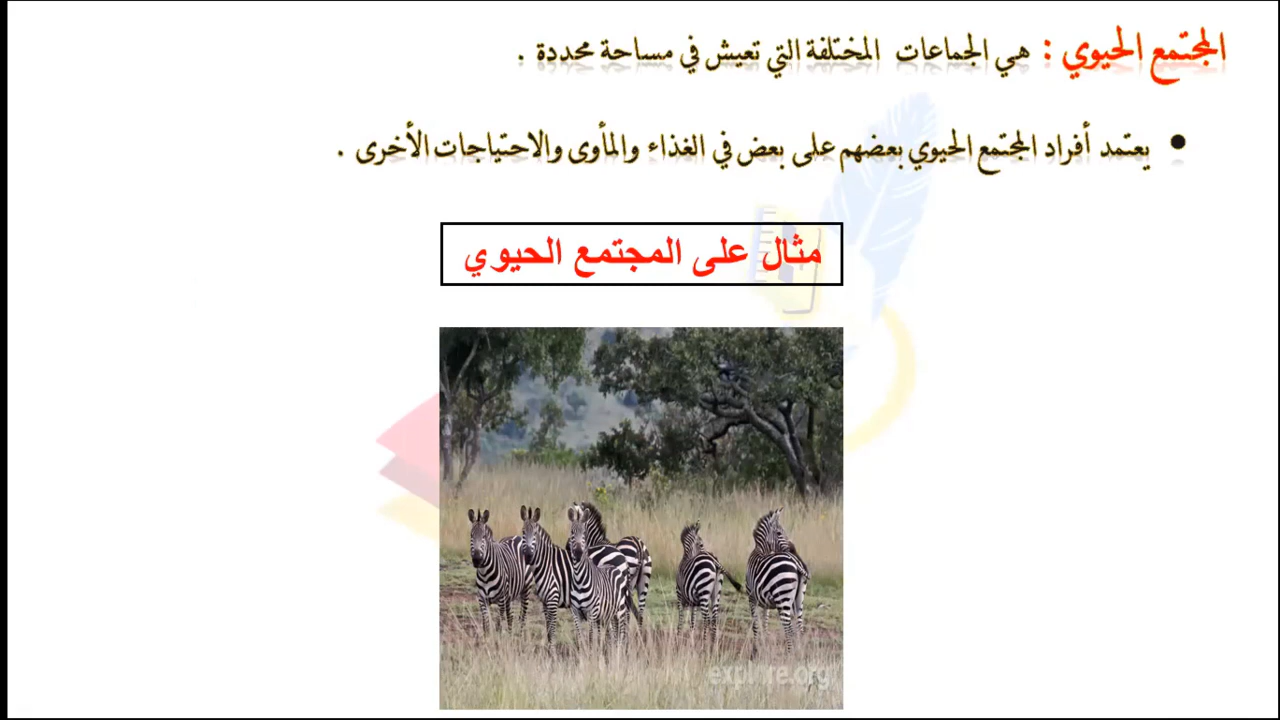 المجتمع الحيوي : هي الجماعات المختلفة التي تعيش في مساحة محددة .
• يعتمد أفراد المجتمع الحيوي بعضهم على بعض في الغذاء والمأوى والاحتياجات الأخرى .
مثال على المجتمع الحيوي
explore.org